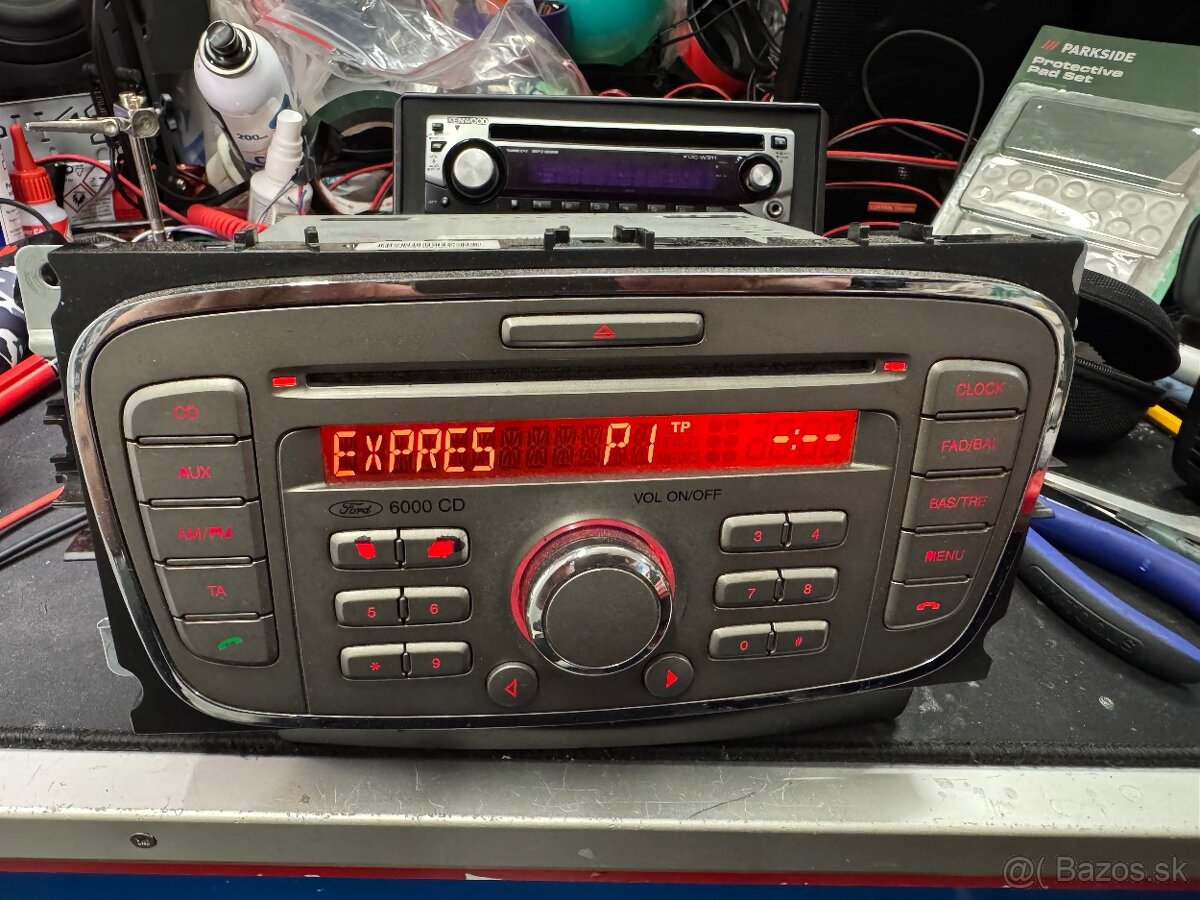 PARKSIDE
Protective
Pad Set
KENWOOD
200
CD
AUX
AM/FM
TA
EXPRES P1 TP -:--
Ford 6000 CD
VOL ON/OFF
3 4
5 6
7 8
* 9
0 #
CLOCK
FAD/BAL
BAS/TRE
MENU
@( Bazos.sk